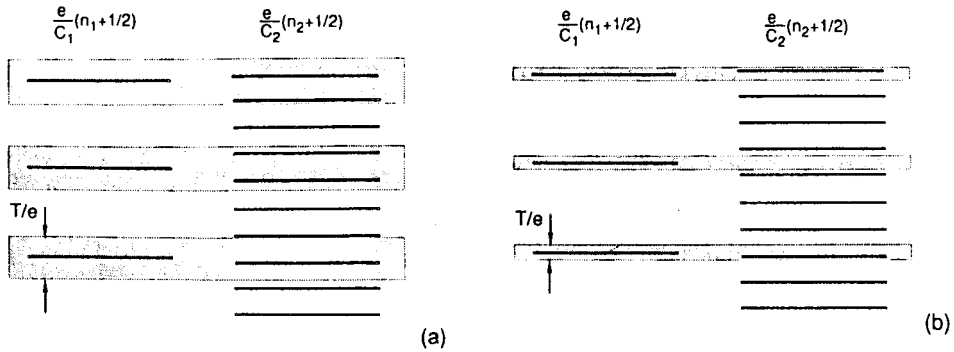 e/C₁(n₁+1/2)
e/C₂(n₂+1/2)
T/e
(a)
e/C₁(n₁+1/2)
e/C₂(n₂+1/2)
T/e
(b)